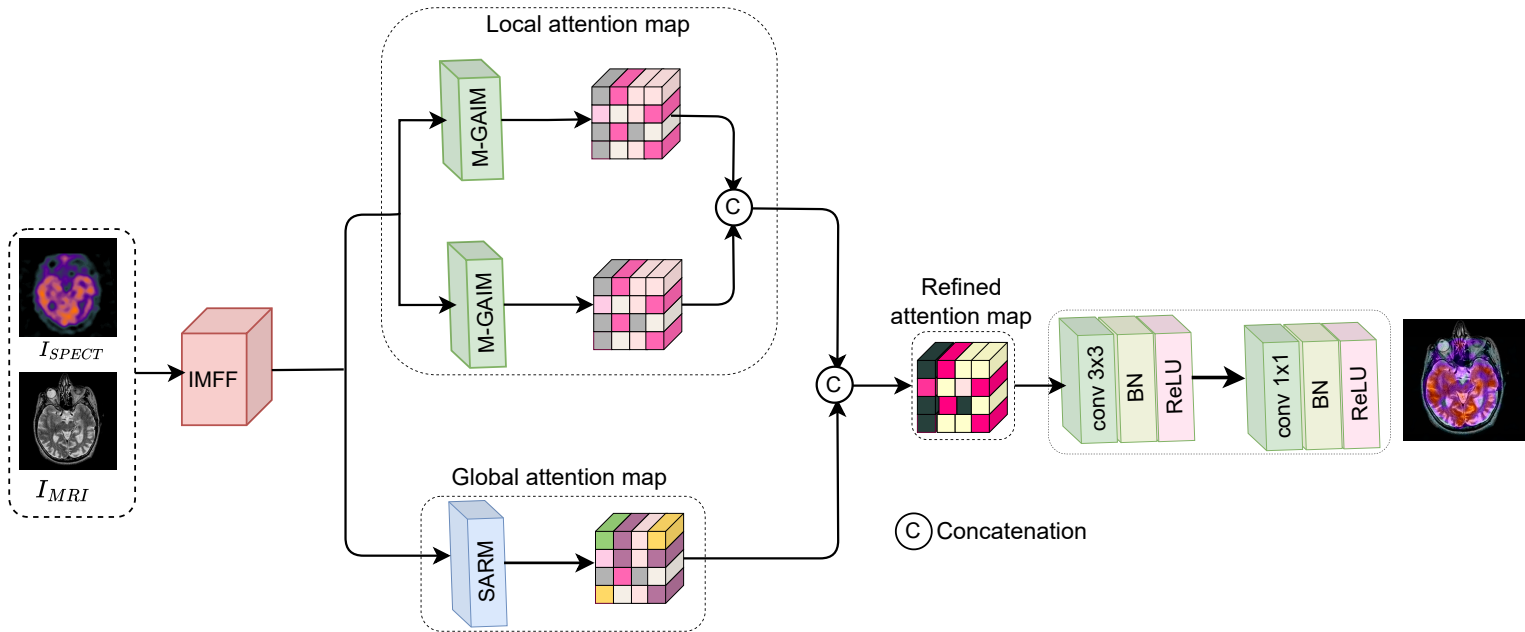 Local attention map
M-GAIM
C
M-GAIM
I_SPECT
I_MRI
IMFF
Refined
attention map
C
conv 3x3
BN
ReLU
conv 1x1
BN
ReLU
Global attention map
SARM
C Concatenation